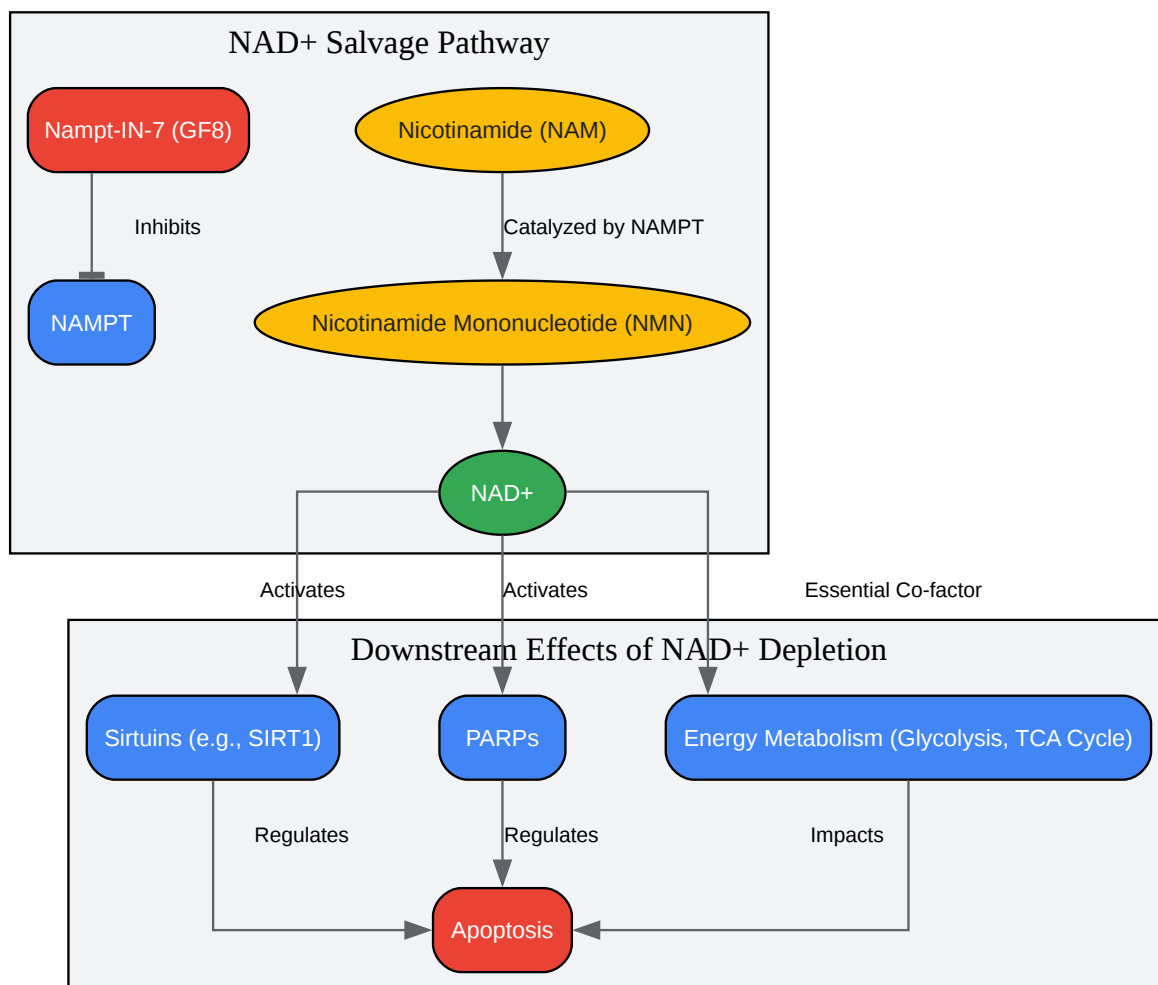 NAD+ Salvage Pathway
Nampt-IN-7 (GF8)
Nicotinamide (NAM)
Inhibits
Catalyzed by NAMPT
NAMPT
Nicotinamide Mononucleotide (NMN)
NAD+
Activates
Activates
Essential Co-factor
Downstream Effects of NAD+ Depletion
Sirtuins (e.g., SIRT1)
PARPs
Energy Metabolism (Glycolysis, TCA Cycle)
Regulates
Regulates
Impacts
Apoptosis